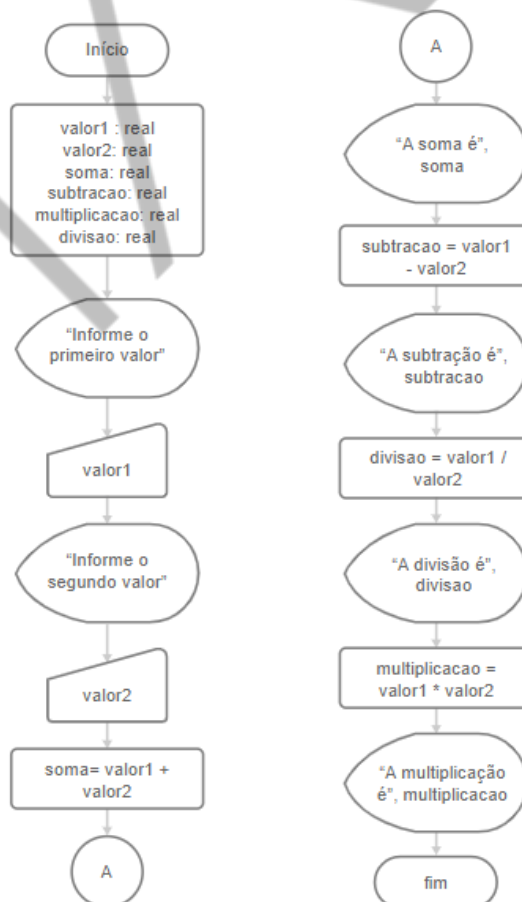 Início
valor1 : real
valor2: real
soma: real
subtracao: real
multiplicacao: real
divisao: real
“Informe o
primeiro valor”
valor1
“Informe o
segundo valor”
valor2
soma= valor1 +
valor2
A
A
“A soma é”,
soma
subtracao = valor1
- valor2
“A subtração é”,
subtracao
divisao = valor1 /
valor2
“A divisão é”,
divisao
multiplicacao =
valor1 * valor2
“A multiplicação
é”, multiplicacao
fim